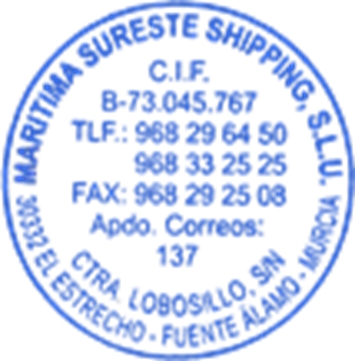 MARITIMA SURESTE SHIPPING, S.L.U.
C.I.F.
B-73.045.767
TLF.: 968 29 64 50
968 33 25 25
FAX: 968 29 25 08
Apdo. Correos:
137
CTRA. LOBOSILLO, S/N
30332 EL ESTRECHO - FUENTE ÁLAMO - MURCIA